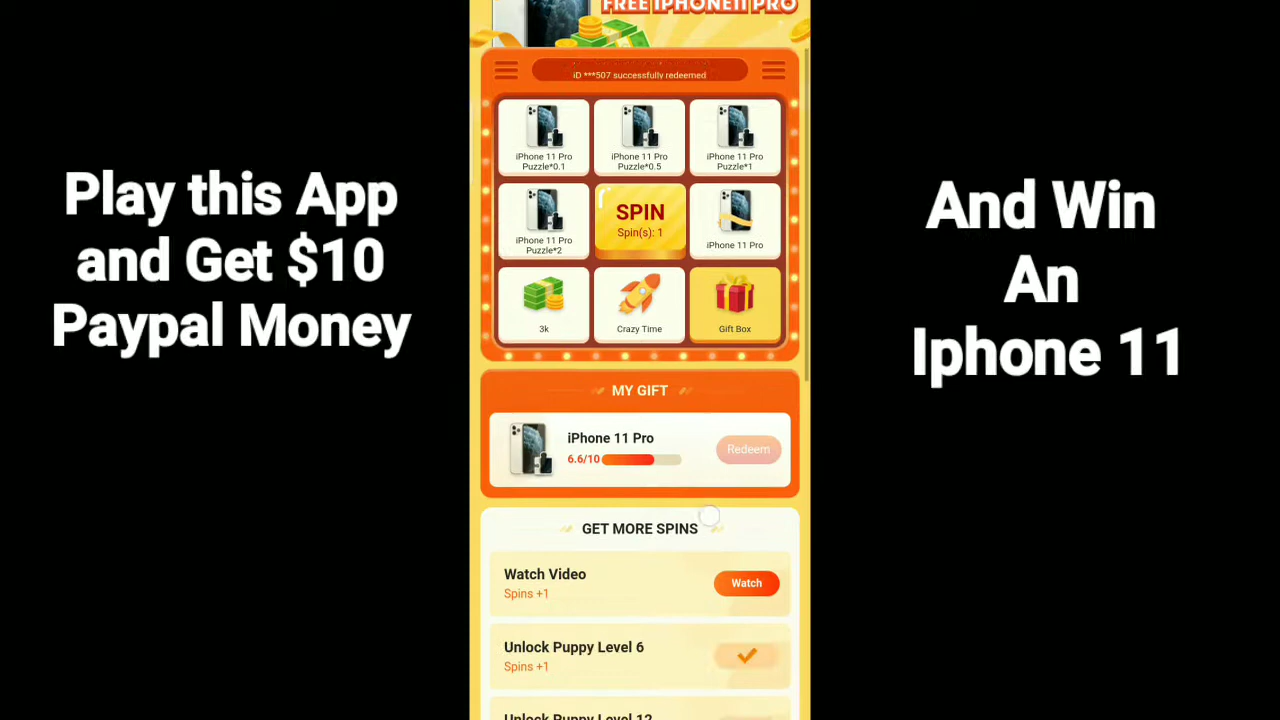 Play this App
and Get $10
Paypal Money
FREE IPHONE11 PRO
iD ***507 successfully redeemed
iPhone 11 Pro
Puzzle*0.1
iPhone 11 Pro
Puzzle*0.5
iPhone 11 Pro
Puzzle*1
iPhone 11 Pro
Puzzle*2
SPIN
Spin(s): 1
iPhone 11 Pro
3k
Crazy Time
Gift Box
MY GIFT
iPhone 11 Pro
6.6/10
Redeem
GET MORE SPINS
Watch Video
Spins +1
Watch
Unlock Puppy Level 6
Spins +1
Unlock Puppy Level 12
And Win
An
Iphone 11